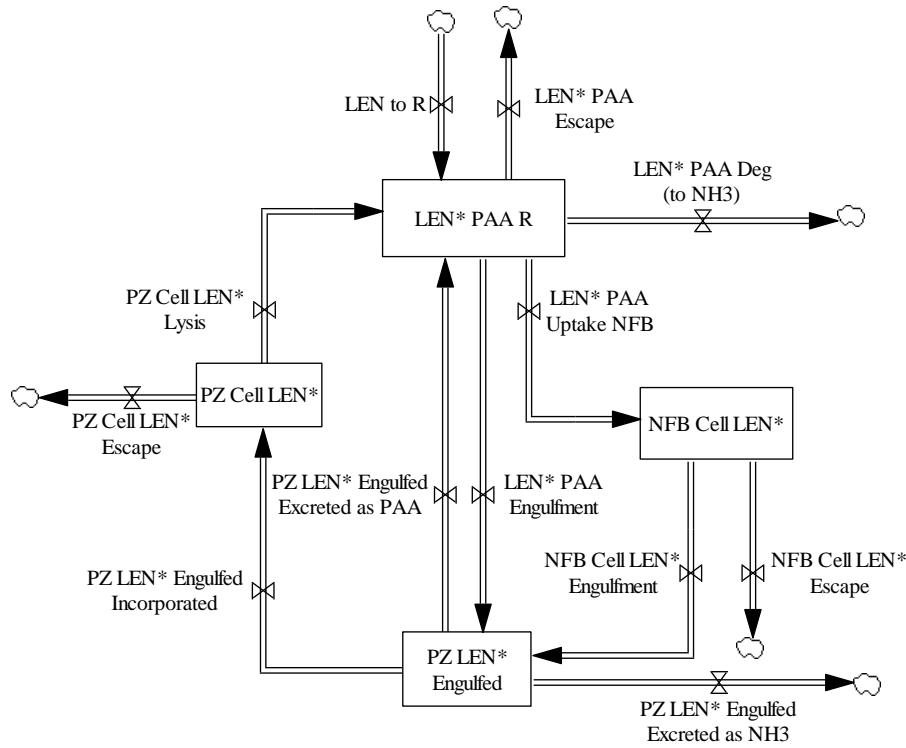 LEN to R
LEN* PAA
Escape
LEN* PAA Deg
(to NH3)
LEN* PAA R
PZ Cell LEN*
Lysis
LEN* PAA
Uptake NFB
PZ Cell LEN*
NFB Cell LEN*
PZ Cell LEN*
Escape
PZ LEN* Engulfed
Excreted as PAA
LEN* PAA
Engulfment
NFB Cell LEN*
Engulfment
NFB Cell LEN*
Escape
PZ LEN* Engulfed
Incorporated
PZ LEN*
Engulfed
PZ LEN* Engulfed
Excreted as NH3